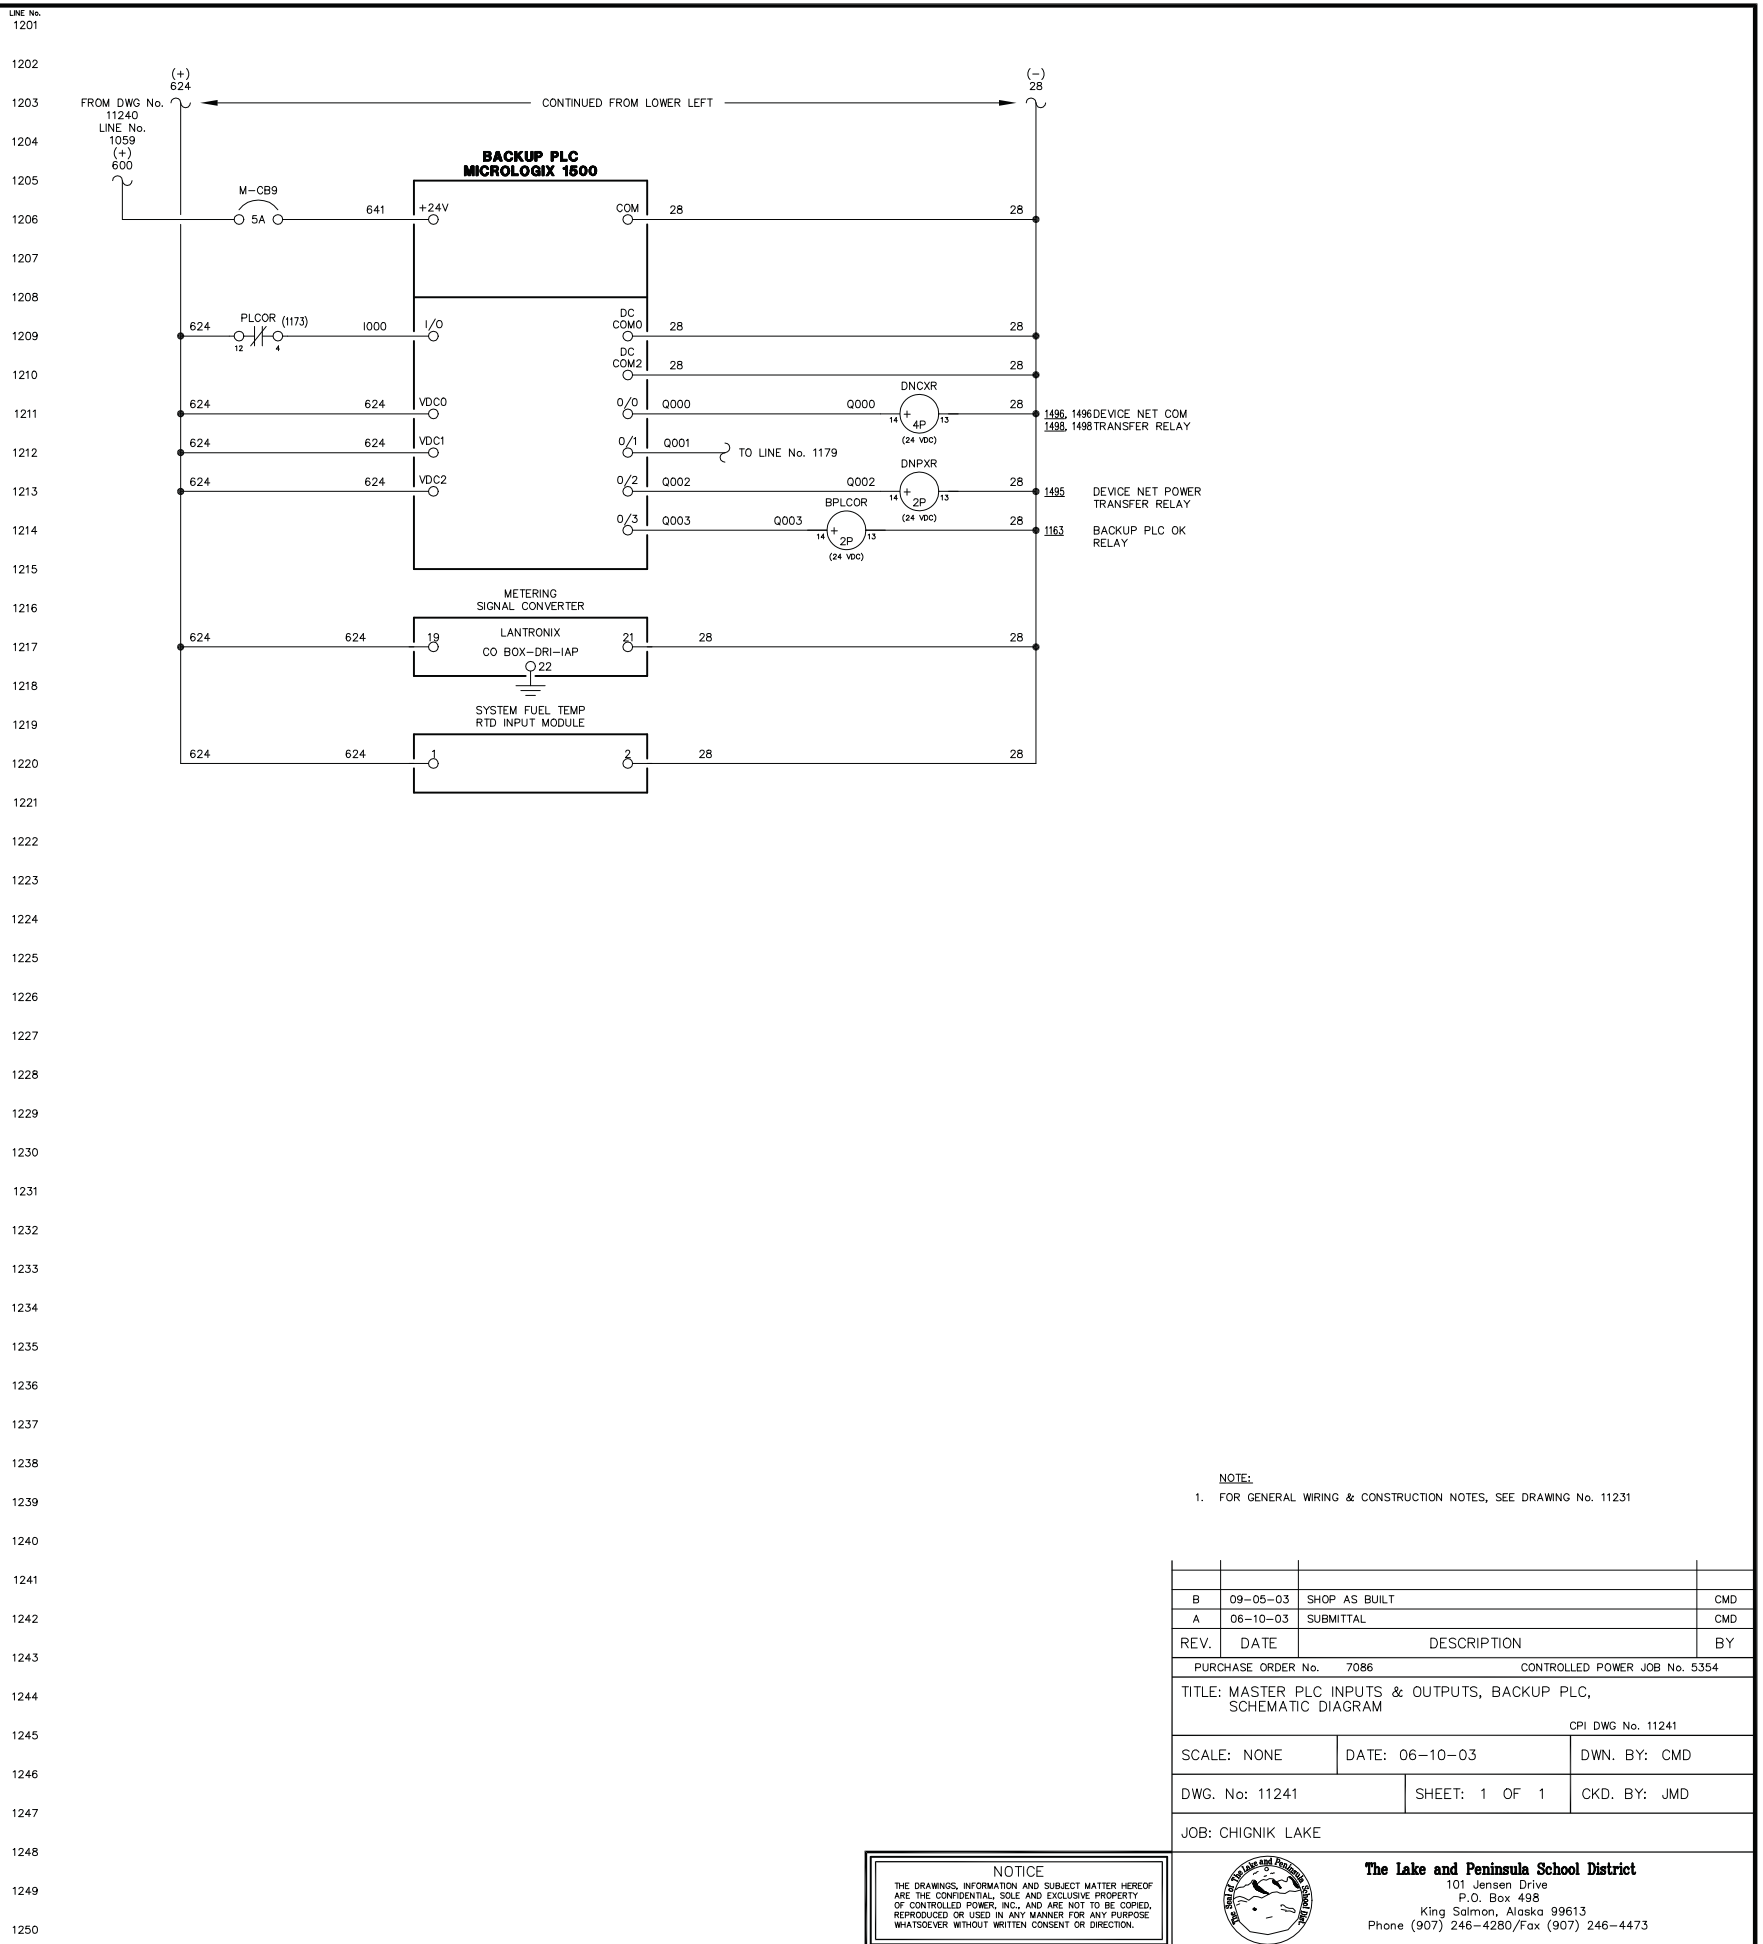 LINE No.
1201
1202
(+)
624
(-)
28
1203
FROM DWG No.
11240
LINE No.
1059
(+)
600
CONTINUED FROM LOWER LEFT
1204
BACKUP PLC
MICROLOGIX 1500
1205
M-CB9
1206
5A
641
+24V
COM
28
28
1207
1208
1209
624
PLCOR
(1173)
12
4
I000
I/O
DC
COM0
28
28
1210
DC
COM2
28
28
1211
624
624
VDC0
0/0
Q000
Q000
DNCXR
14
+
4P
13
(24 VDC)
28
1496, 1496 DEVICE NET COM
1498, 1498 TRANSFER RELAY
1212
624
624
VDC1
0/1
Q001
TO LINE No. 1179
1213
624
624
VDC2
0/2
Q002
Q002
DNPXR
14
+
2P
13
(24 VDC)
28
1495
DEVICE NET POWER
TRANSFER RELAY
1214
0/3
Q003
Q003
BPLCOR
14
+
2P
13
(24 VDC)
28
1163
BACKUP PLC OK
RELAY
1215
1216
METERING
SIGNAL CONVERTER
1217
624
624
19
LANTRONIX
CO BOX-DRI-IAP
22
21
28
28
1218
1219
SYSTEM FUEL TEMP
RTD INPUT MODULE
1220
624
624
1
2
28
28
1221
1222
1223
1224
1225
1226
1227
1228
1229
1230
1231
1232
1233
1234
1235
1236
1237
1238
1239
1240
1241
1242
1243
1244
1245
1246
1247
1248
1249
1250
NOTE:
1. FOR GENERAL WIRING & CONSTRUCTION NOTES, SEE DRAWING No. 11231
B 09-05-03 SHOP AS BUILT CMD
A 06-10-03 SUBMITTAL CMD
REV. DATE DESCRIPTION BY
PURCHASE ORDER No. 7086 CONTROLLED POWER JOB No. 5354
TITLE: MASTER PLC INPUTS & OUTPUTS, BACKUP PLC,
SCHEMATIC DIAGRAM
CPI DWG No. 11241
SCALE: NONE DATE: 06-10-03 DWN. BY: CMD
DWG. No: 11241 SHEET: 1 OF 1 CKD. BY: JMD
JOB: CHIGNIK LAKE
NOTICE
THE DRAWINGS, INFORMATION AND SUBJECT MATTER HEREOF
ARE THE CONFIDENTIAL, SOLE AND EXCLUSIVE PROPERTY
OF CONTROLLED POWER, INC., AND ARE NOT TO BE COPIED,
REPRODUCED OR USED IN ANY MANNER FOR ANY PURPOSE
WHATSOEVER WITHOUT WRITTEN CONSENT OR DIRECTION.
The Seal of The Lake and Peninsula School Dist.
The Lake and Peninsula School District
101 Jensen Drive
P.O. Box 498
King Salmon, Alaska 99613
Phone (907) 246-4280/Fax (907) 246-4473